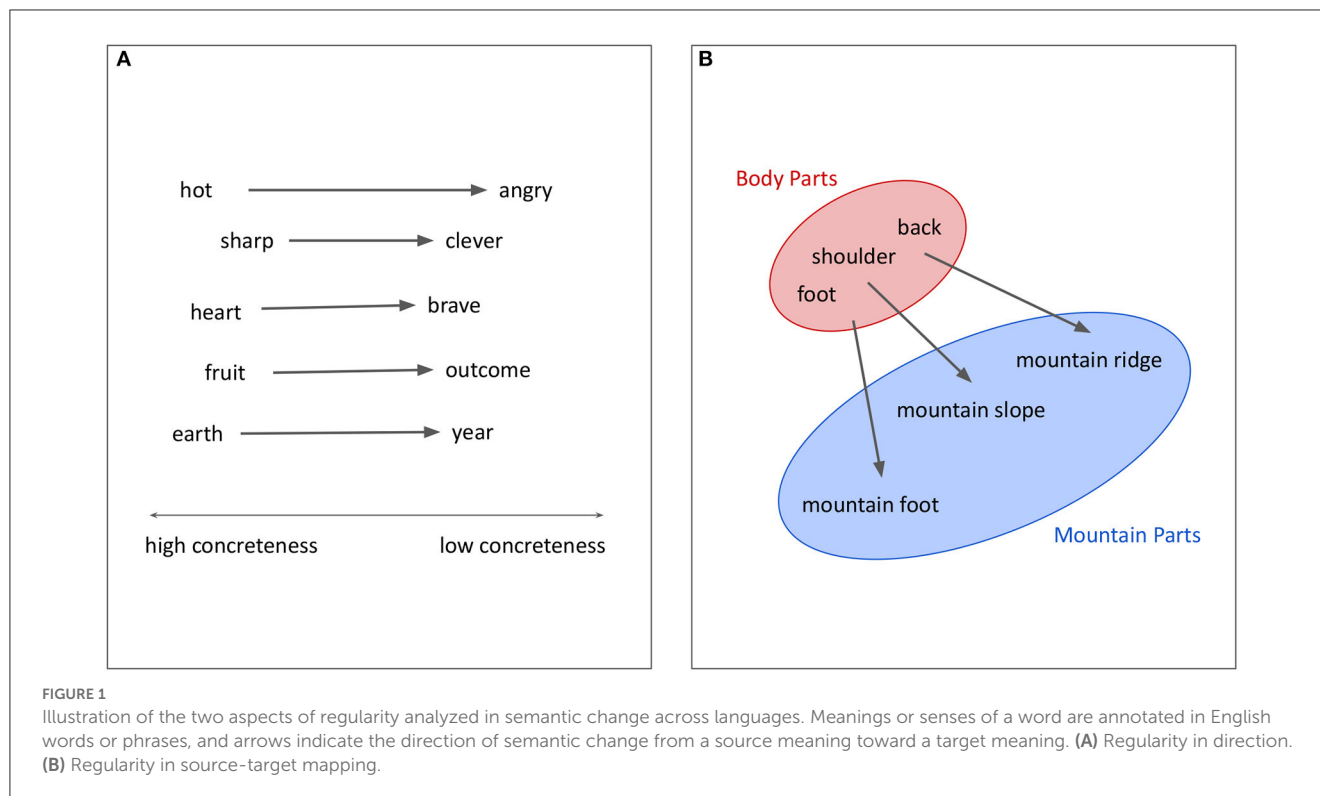 A
hot angry
sharp clever
heart brave
fruit outcome
earth year
high concreteness low concreteness
B
Body Parts
back
shoulder
foot
mountain ridge
mountain slope
mountain foot
Mountain Parts
FIGURE 1
Illustration of the two aspects of regularity analyzed in semantic change across languages. Meanings or senses of a word are annotated in English
words or phrases, and arrows indicate the direction of semantic change from a source meaning toward a target meaning. (A) Regularity in direction.
(B) Regularity in source-target mapping.